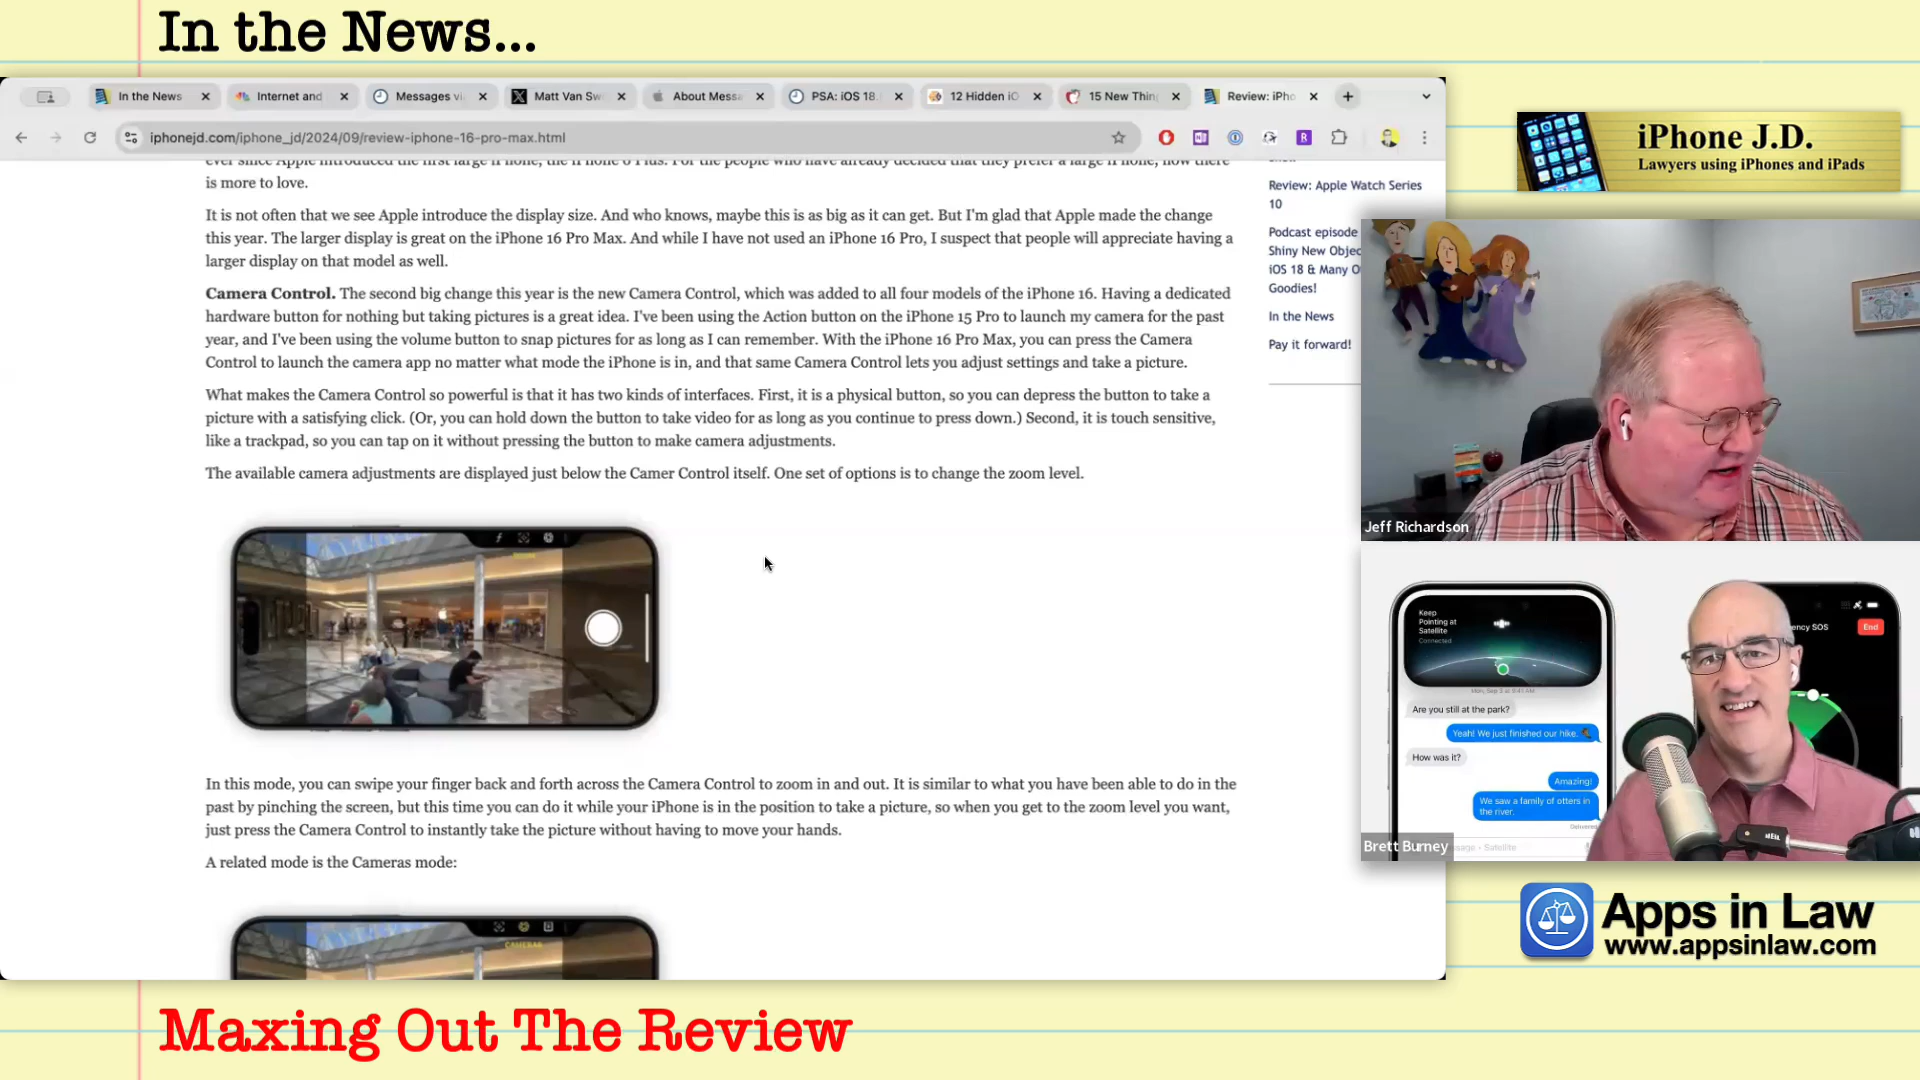 In the News...
In the News
Internet and
Messages vi
Matt Van Sw
About Messa
PSA: iOS 18.
12 Hidden iO
15 New Thin
Review: iPho
iphonejd.com/iphone_jd/2024/09/review-iphone-16-pro-max.html
is more to love.
It is not often that we see Apple introduce the display size. And who knows, maybe this is as big as it can get. But I'm glad that Apple made the change
this year. The larger display is great on the iPhone 16 Pro Max. And while I have not used an iPhone 16 Pro, I suspect that people will appreciate having a
larger display on that model as well.
Camera Control. The second big change this year is the new Camera Control, which was added to all four models of the iPhone 16. Having a dedicated
hardware button for nothing but taking pictures is a great idea. I've been using the Action button on the iPhone 15 Pro to launch my camera for the past
year, and I've been using the volume button to snap pictures for as long as I can remember. With the iPhone 16 Pro Max, you can press the Camera
Control to launch the camera app no matter what mode the iPhone is in, and that same Camera Control lets you adjust settings and take a picture.
What makes the Camera Control so powerful is that it has two kinds of interfaces. First, it is a physical button, so you can depress the button to take a
picture with a satisfying click. (Or, you can hold down the button to take video for as long as you continue to press down.) Second, it is touch sensitive,
like a trackpad, so you can tap on it without pressing the button to make camera adjustments.
The available camera adjustments are displayed just below the Camer Control itself. One set of options is to change the zoom level.
In this mode, you can swipe your finger back and forth across the Camera Control to zoom in and out. It is similar to what you have been able to do in the
past by pinching the screen, but this time you can do it while your iPhone is in the position to take a picture, so when you get to the zoom level you want,
just press the Camera Control to instantly take the picture without having to move your hands.
A related mode is the Cameras mode:
CAMERAS
Review: Apple Watch Series
10
Podcast episode
Shiny New Objec
iOS 18 & Many O
Goodies!
In the News
Pay it forward!
iPhone J.D.
Lawyers using iPhones and iPads
Jeff Richardson
Keep
Pointing at
Satellite
Connected
ency SOS
End
Are you still at the park?
Yeah! We just finished our hike.
How was it?
Amazing!
We saw a family of otters in
the river.
Delivered
ssage - Satellite
HEIL
Brett Burney
Apps in Law
www.appsinlaw.com
Maxing Out The Review